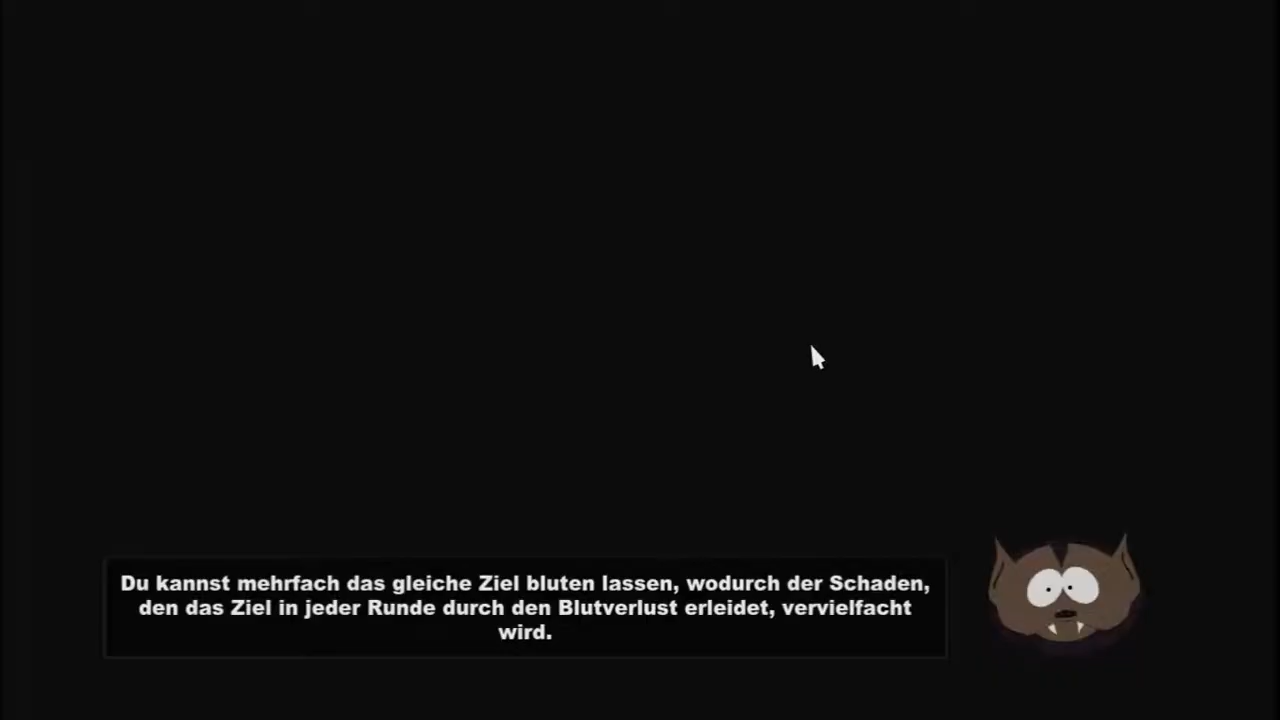 Du kannst mehrfach das gleiche Ziel bluten lassen, wodurch der Schaden,
den das Ziel in jeder Runde durch den Blutverlust erleidet, vervielfacht
wird.